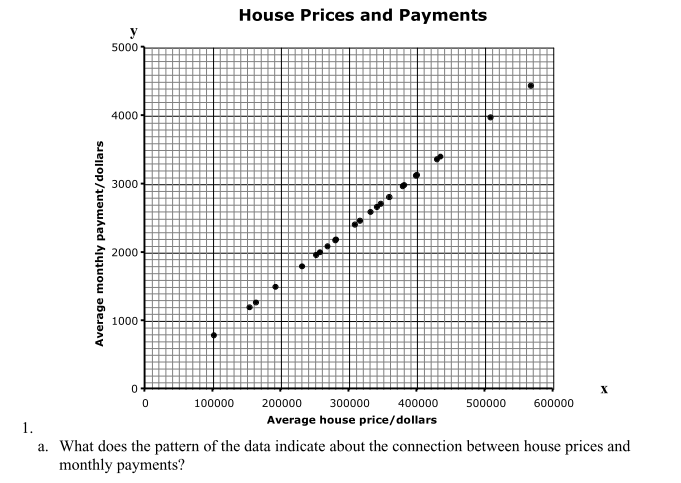 House Prices and Payments
y
5000
4000
3000
2000
1000
0
Average monthly payment/dollars
0 100000 200000 300000 400000 500000 600000
x
Average house price/dollars
1.
a. What does the pattern of the data indicate about the connection between house prices and
monthly payments?